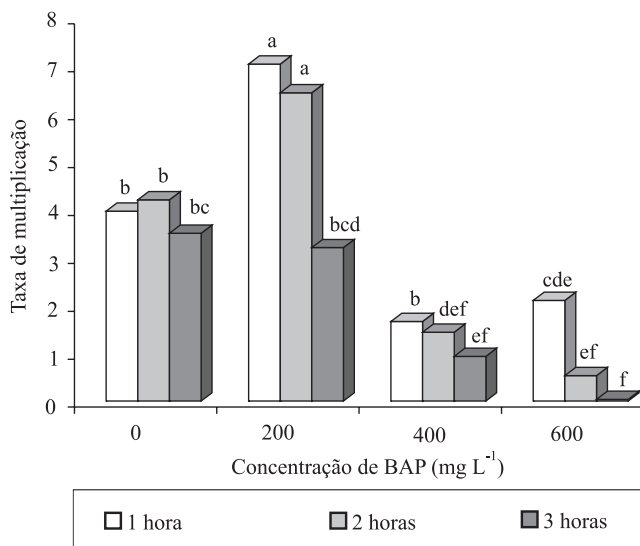 8
a
7
a
6
Taxa de multiplicação
5
b
b
4
bc
bcd
3
cde
2
b
def
ef
1
ef
f
0
0 200 400 600
Concentração de BAP (mg L⁻¹)
1 hora 2 horas 3 horas